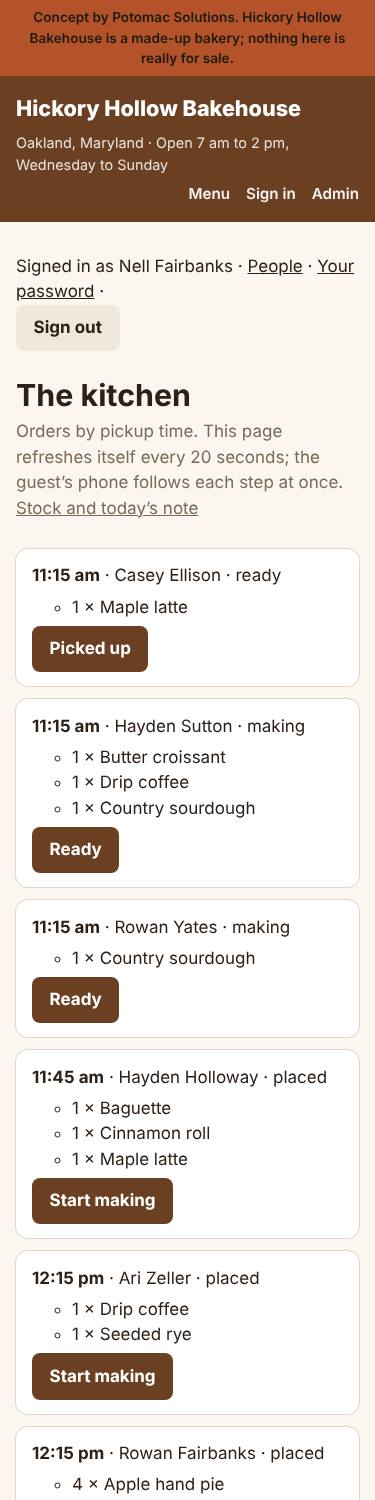 Concept by Potomac Solutions. Hickory Hollow
Bakehouse is a made-up bakery; nothing here is
really for sale.
Hickory Hollow Bakehouse
Oakland, Maryland · Open 7 am to 2 pm,
Wednesday to Sunday
Menu Sign in Admin
Signed in as Nell Fairbanks · People · Your
password ·
Sign out
The kitchen
Orders by pickup time. This page
refreshes itself every 20 seconds; the
guest’s phone follows each step at once.
Stock and today’s note
11:15 am · Casey Ellison · ready
1 × Maple latte
Picked up
11:15 am · Hayden Sutton · making
1 × Butter croissant
1 × Drip coffee
1 × Country sourdough
Ready
11:15 am · Rowan Yates · making
1 × Country sourdough
Ready
11:45 am · Hayden Holloway · placed
1 × Baguette
1 × Cinnamon roll
1 × Maple latte
Start making
12:15 pm · Ari Zeller · placed
1 × Drip coffee
1 × Seeded rye
Start making
12:15 pm · Rowan Fairbanks · placed
4 × Apple hand pie